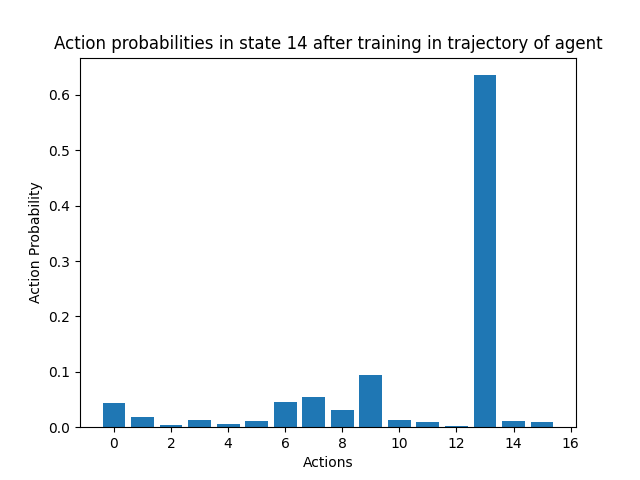 Action probabilities in state 14 after training in trajectory of agent
0.6
0.5
0.4
0.3
0.2
0.1
0.0
Action Probability
0 2 4 6 8 10 12 14 16
Actions